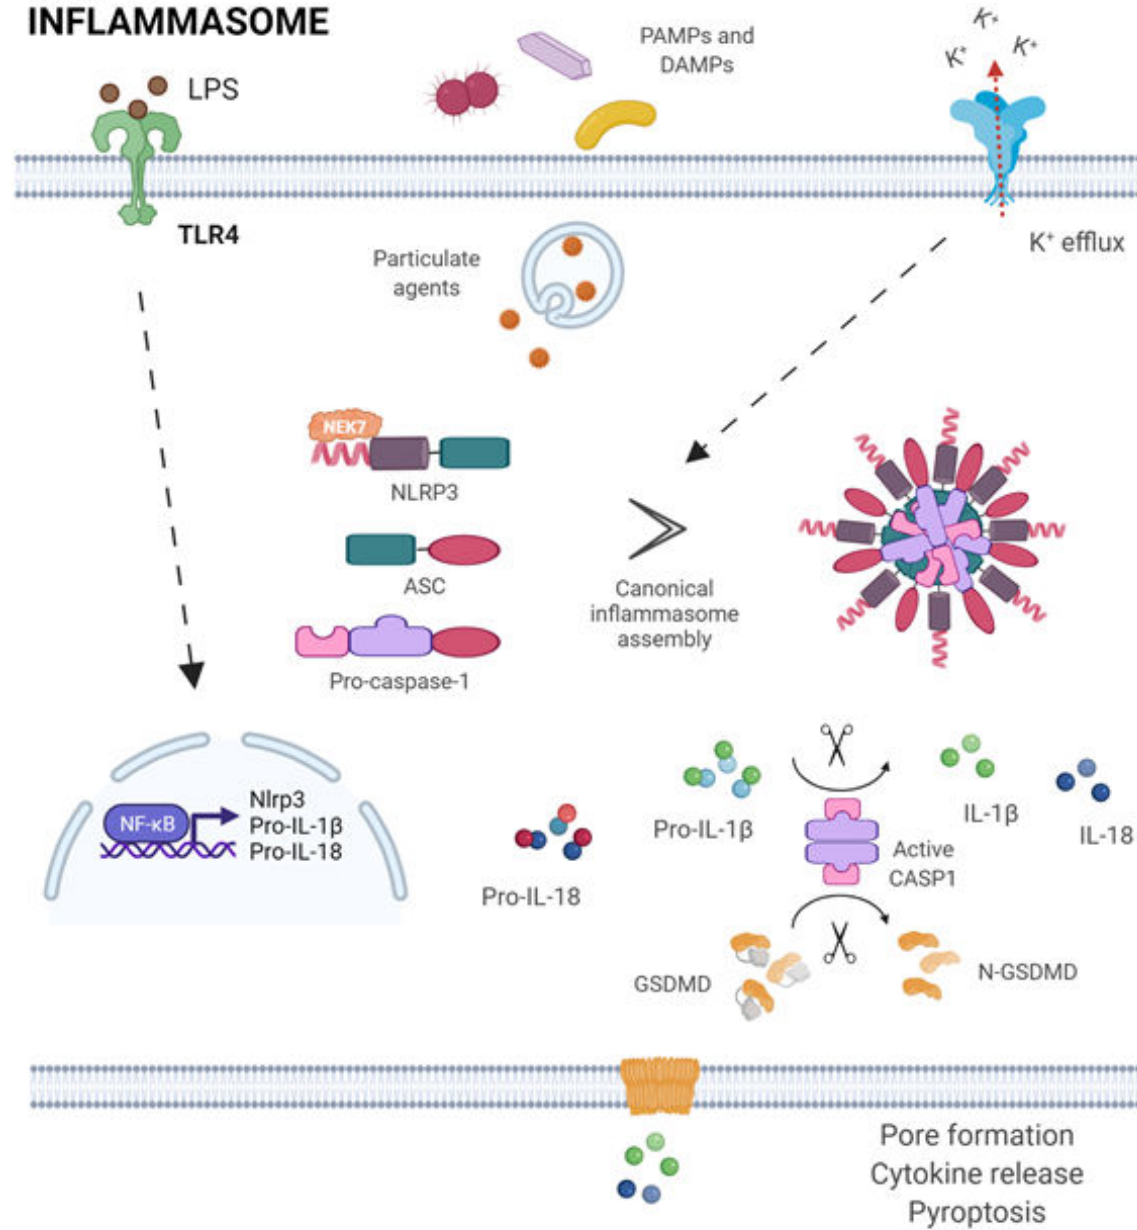 INFLAMMASOME
LPS
PAMPs and
DAMPs
K⁺
K⁺
K⁺
TLR4
K⁺ efflux
Particulate
agents
NEK7
NLRP3
ASC
Canonical
inflammasome
assembly
Pro-caspase-1
NF-κB
Nlrp3
Pro-IL-1β
Pro-IL-18
Pro-IL-18
Pro-IL-1β
Active
CASP1
IL-1β
IL-18
GSDMD
N-GSDMD
Pore formation
Cytokine release
Pyroptosis